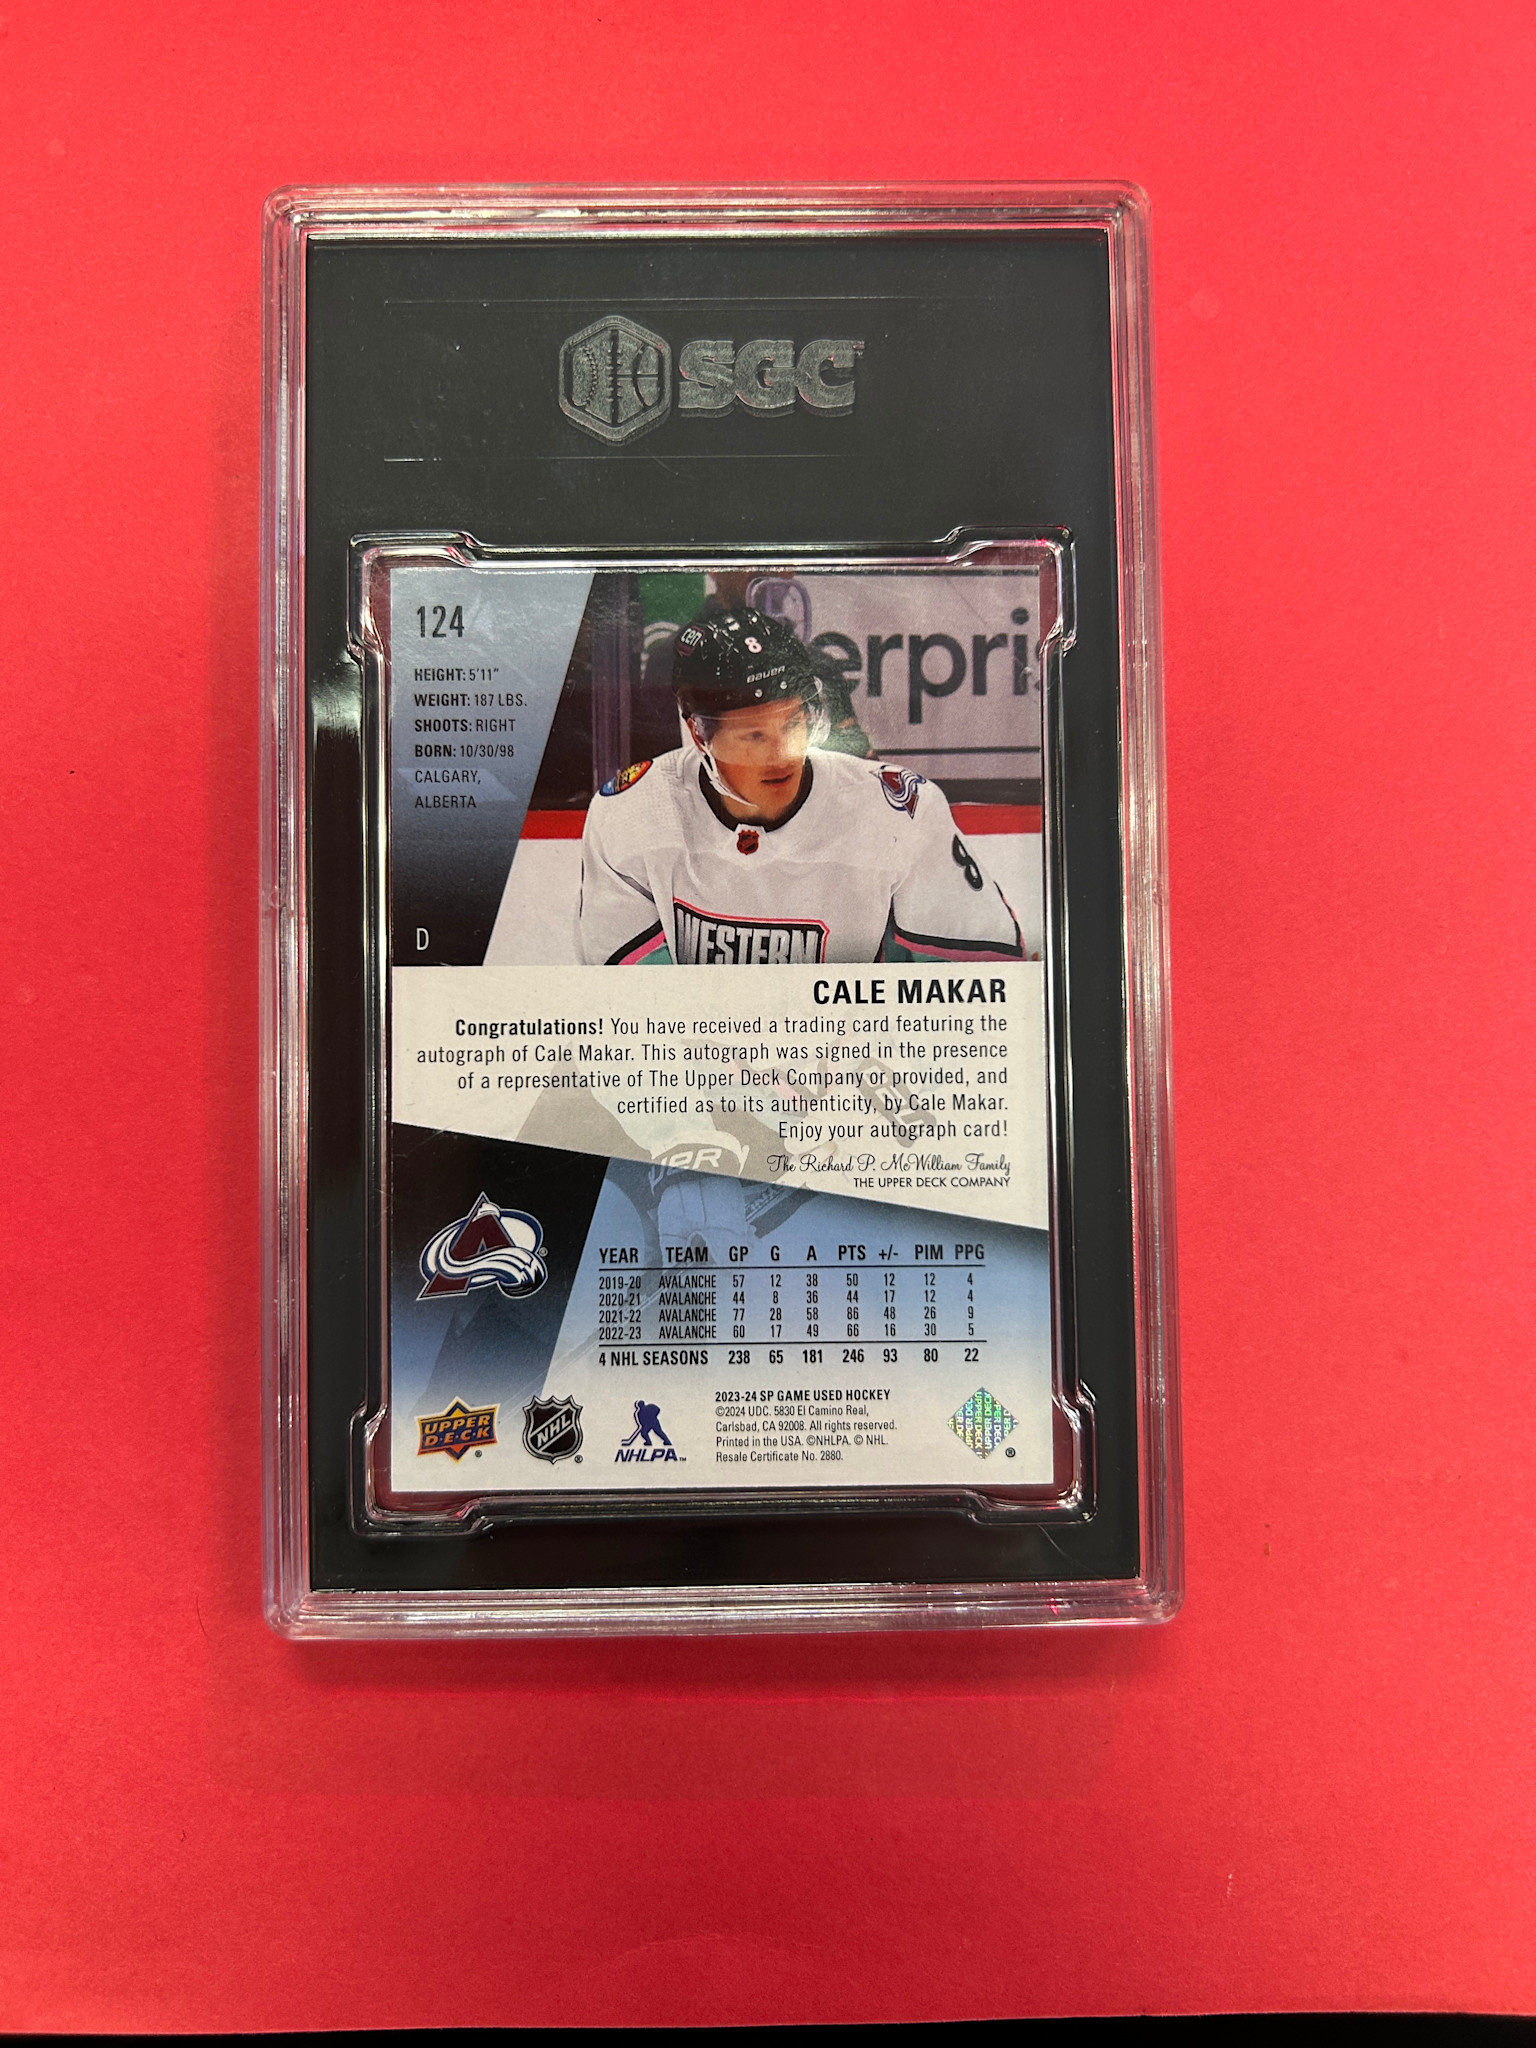 SGC
124
HEIGHT: 5'11"
WEIGHT: 187 LBS.
SHOOTS: RIGHT
BORN: 10/30/98
CALGARY,
ALBERTA
D
cen
8
BAUER
erpris
8
WESTERN
CALE MAKAR
Congratulations! You have received a trading card featuring the
autograph of Cale Makar. This autograph was signed in the presence
of a representative of The Upper Deck Company or provided, and
certified as to its authenticity, by Cale Makar.
Enjoy your autograph card!
The Richard P. McWilliam Family
THE UPPER DECK COMPANY
YEAR TEAM GP G A PTS +/- PIM PPG
2019-20 AVALANCHE 57 12 38 50 12 12 4
2020-21 AVALANCHE 44 8 36 44 17 12 4
2021-22 AVALANCHE 77 28 58 86 48 26 9
2022-23 AVALANCHE 60 17 49 66 16 30 5
4 NHL SEASONS 238 65 181 246 93 80 22
UPPER
D·E·C·K ®
NHL ®
NHLPA™
2023-24 SP GAME USED HOCKEY
©2024 UDC. 5830 El Camino Real,
Carlsbad, CA 92008. All rights reserved.
Printed in the USA. ©NHLPA. © NHL.
Resale Certificate No. 2880.
UPPER DECK
®